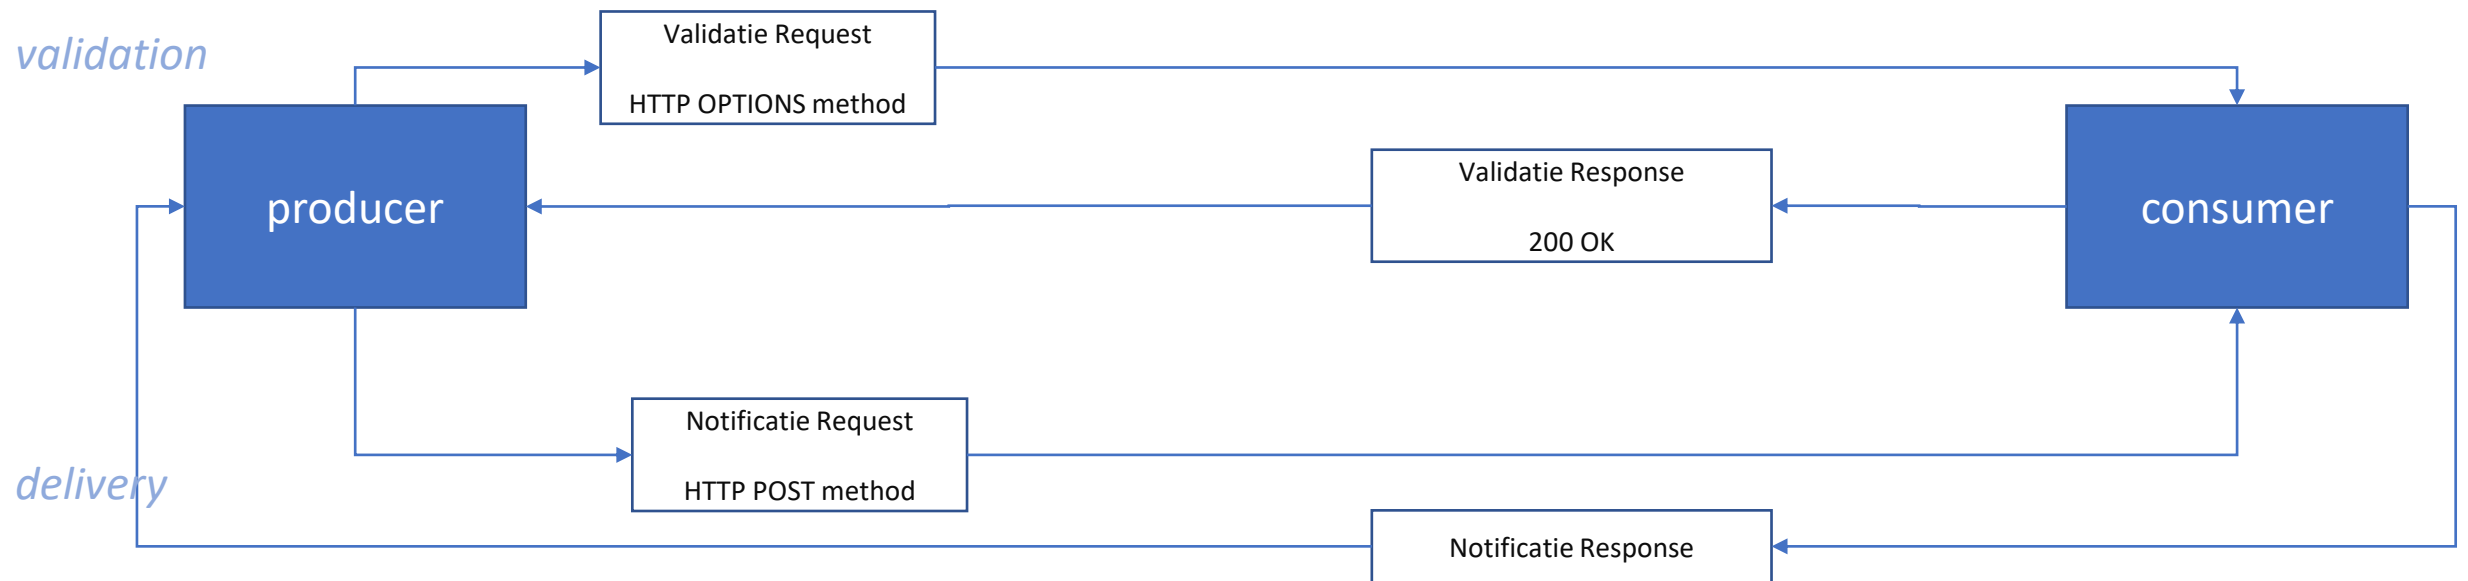 validation
Validatie Request
HTTP OPTIONS method
producer
Validatie Response
200 OK
consumer
Notificatie Request
HTTP POST method
delivery
Notificatie Response